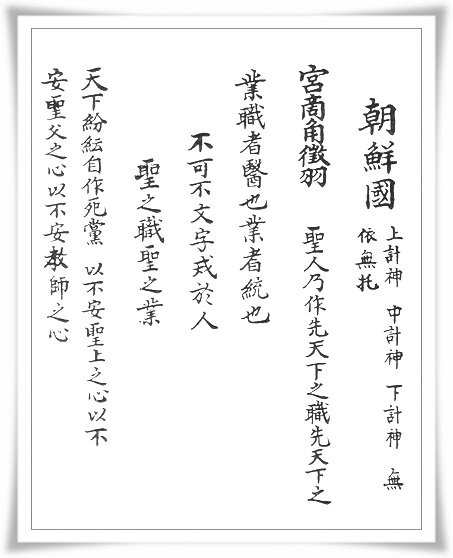 朝鮮國 上計神 中計神 下計神 無
依無托
宮商角徵羽 聖人乃作先天下之職先天下之
業職者醫也業者統也
不可不文字戒於人
聖之職聖之業
天下紛紜自作死黨 以不安聖上之心以不
安聖父之心以不安教師之心